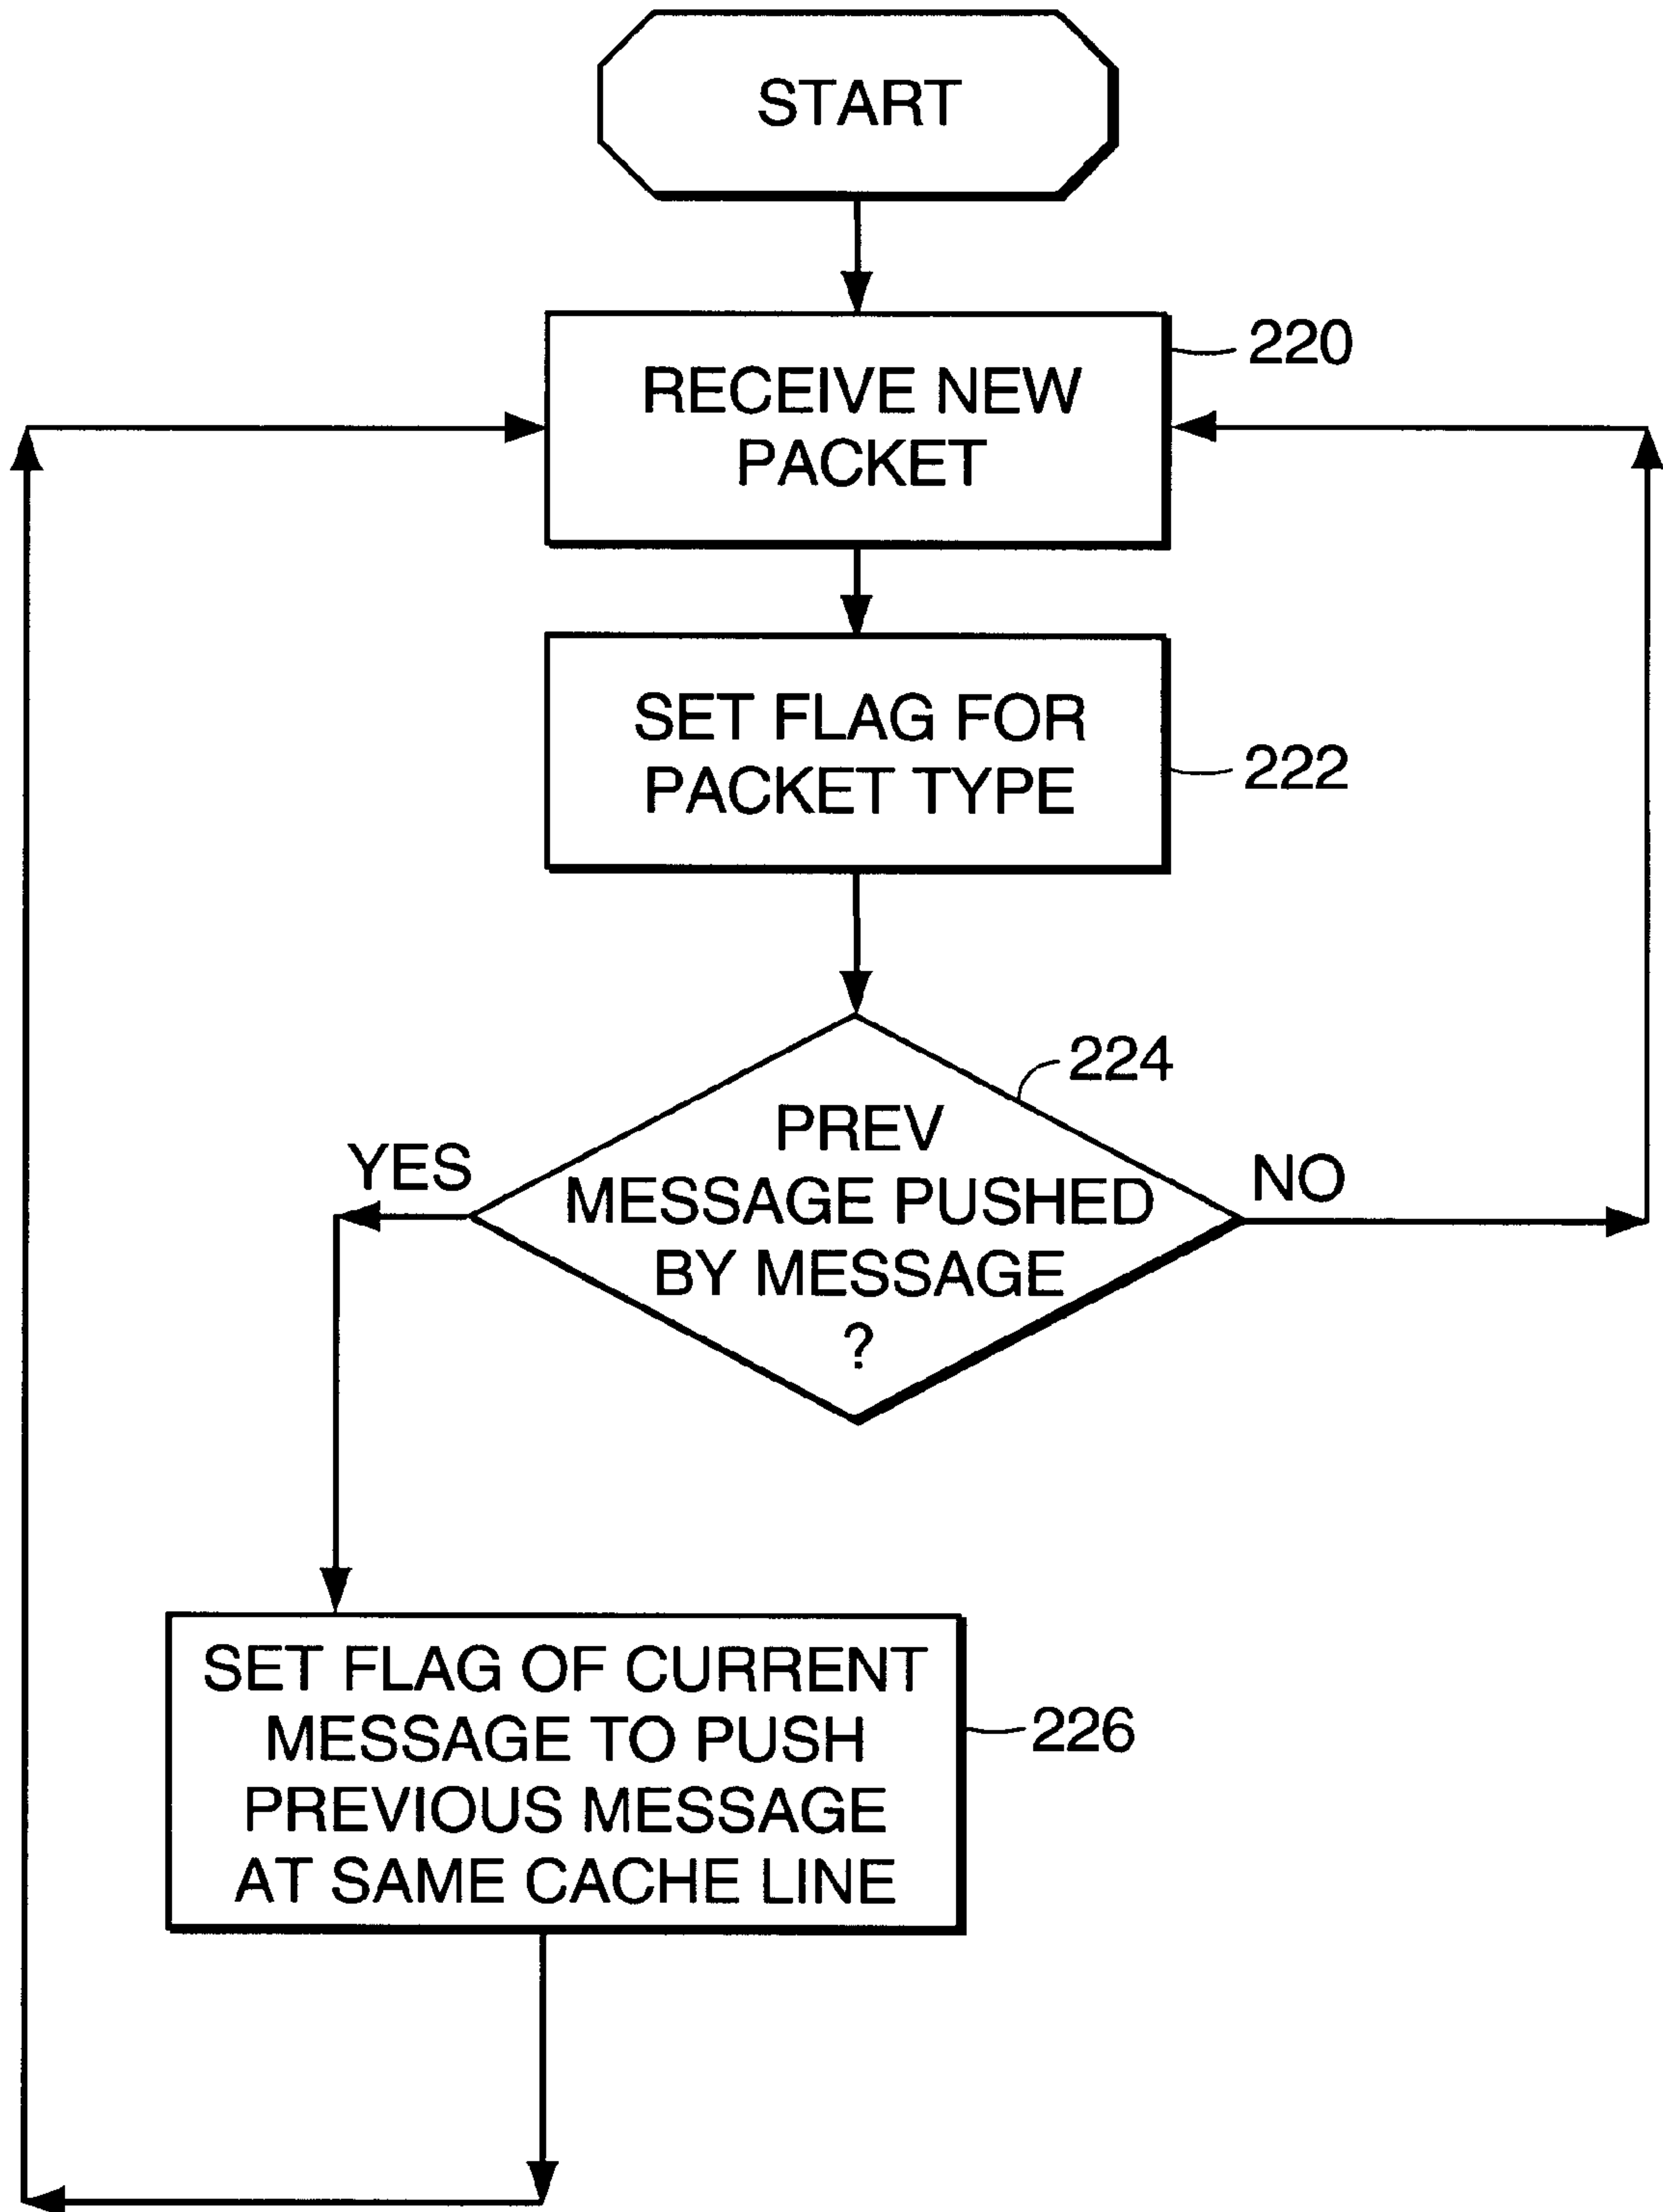 START
RECEIVE NEW
PACKET
220
SET FLAG FOR
PACKET TYPE
222
224
PREV
MESSAGE PUSHED
BY MESSAGE
?
YES
NO
SET FLAG OF CURRENT
MESSAGE TO PUSH
PREVIOUS MESSAGE
AT SAME CACHE LINE
226